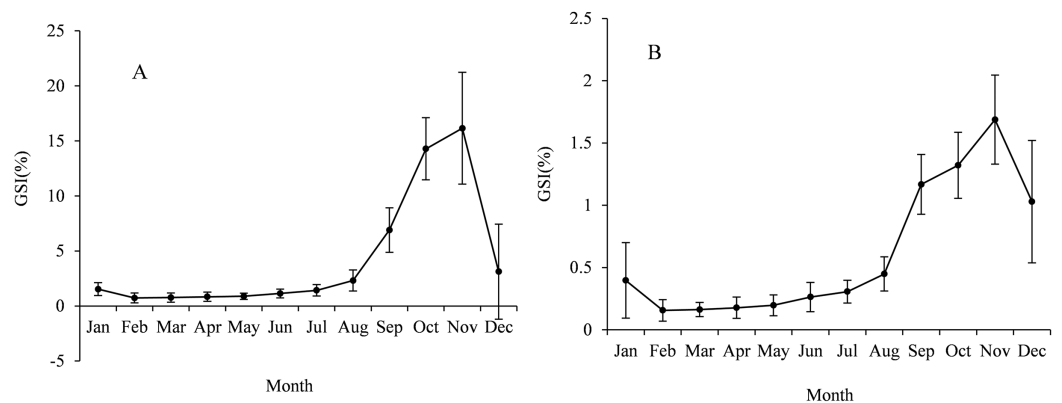 A
GSI(%)
25
20
15
10
5
0
-5
Jan Feb Mar Apr May Jun Jul Aug Sep Oct Nov Dec
Month
B
GSI(%)
2.5
2
1.5
1
0.5
0
Jan Feb Mar Apr May Jun Jul Aug Sep Oct Nov Dec
Month